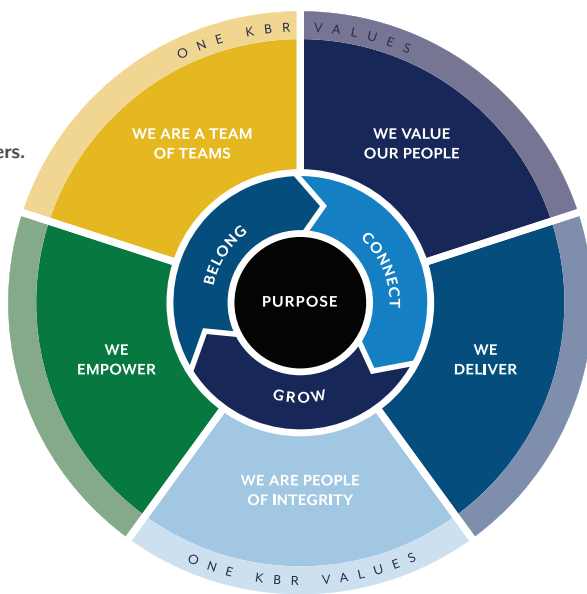 ONE KBR VALUES
WE ARE A TEAM
OF TEAMS
WE VALUE
OUR PEOPLE
ers.
BELONG
CONNECT
PURPOSE
WE
EMPOWER
WE
DELIVER
GROW
WE ARE PEOPLE
OF INTEGRITY
ONE KBR VALUES